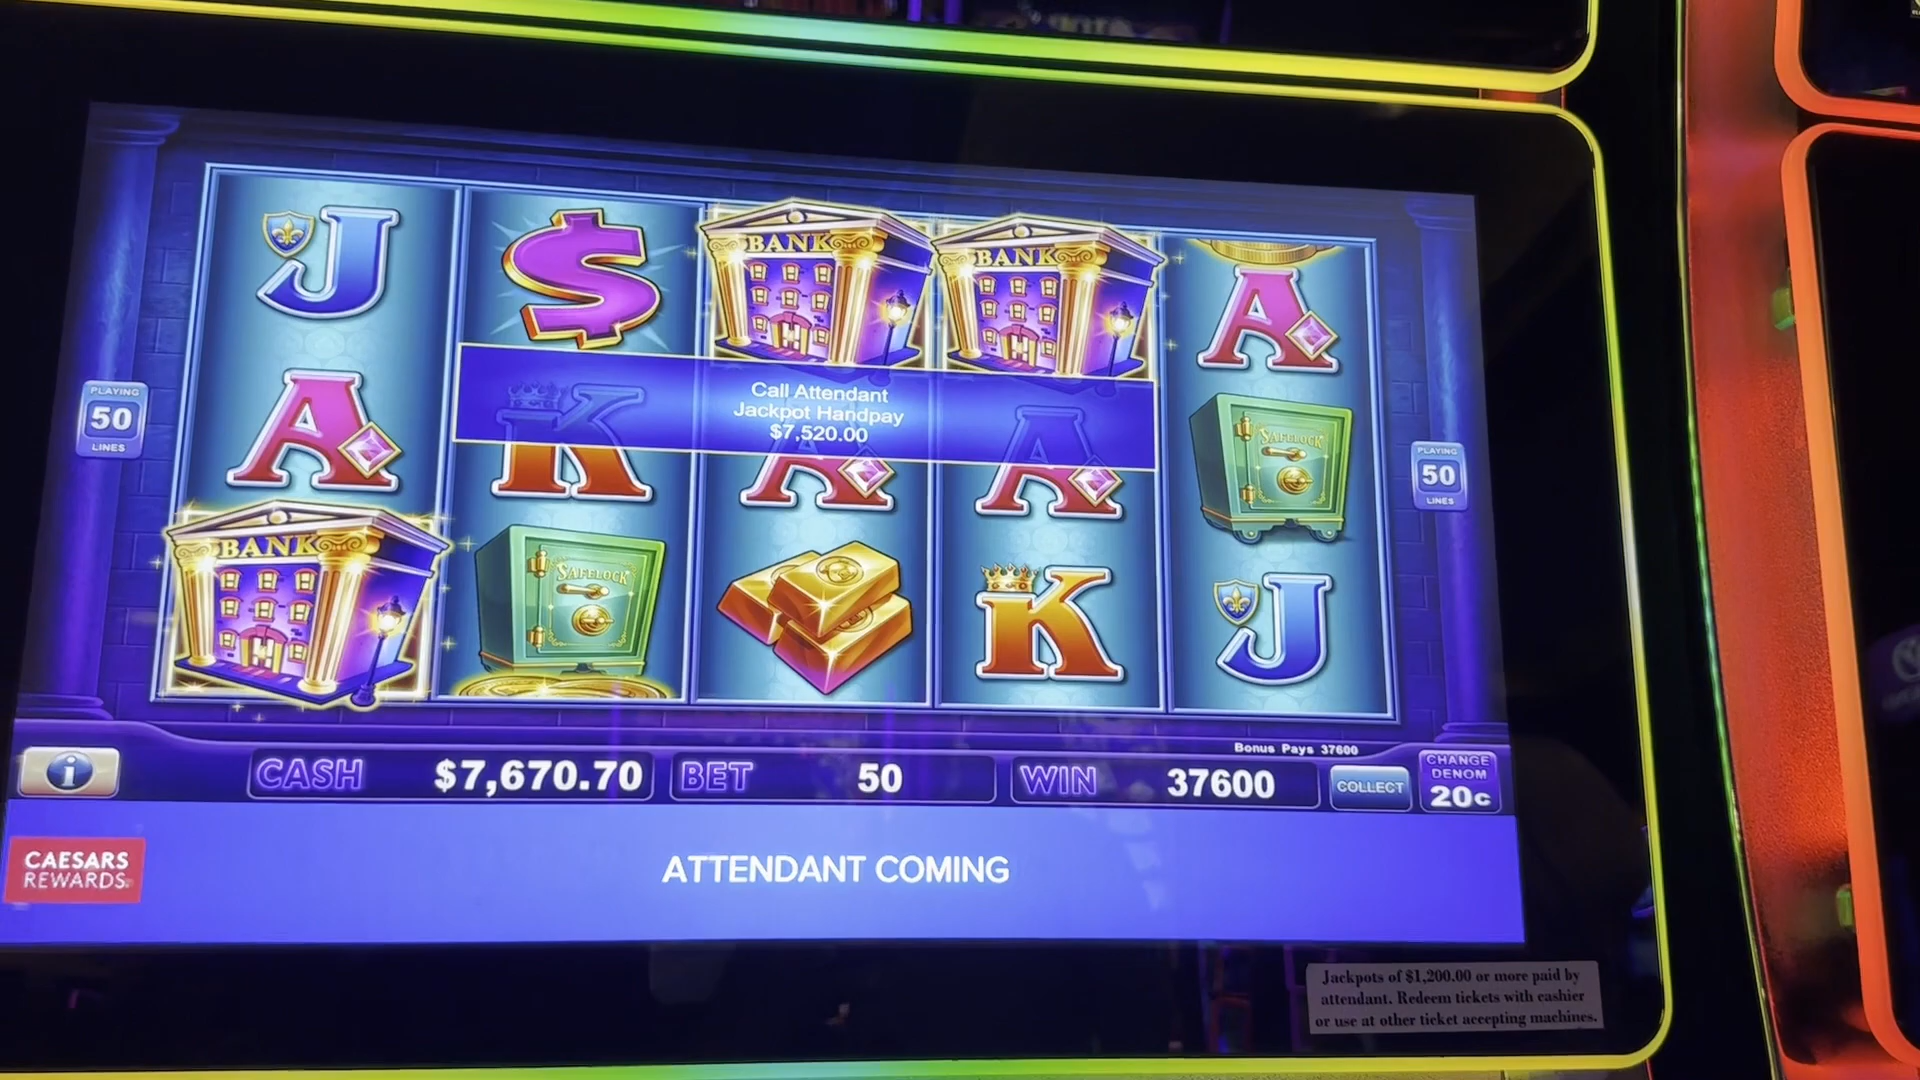 J
$
BANK
BANK
A
Call Attendant
Jackpot Handpay
$7,520.00
PLAYING
50
LINES
A
K
A
A
SAFELOCK
PLAYING
50
LINES
BANK
SAFELOCK
K
J
Bonus Pays 37600
CASH $7,670.70 BET 50 WIN 37600 COLLECT
CHANGE
DENOM
20c
CAESARS
REWARDS
ATTENDANT COMING
Jackpots of $1,200.00 or more paid by
attendant. Redeem tickets with cashier
or use at other ticket accepting machines.